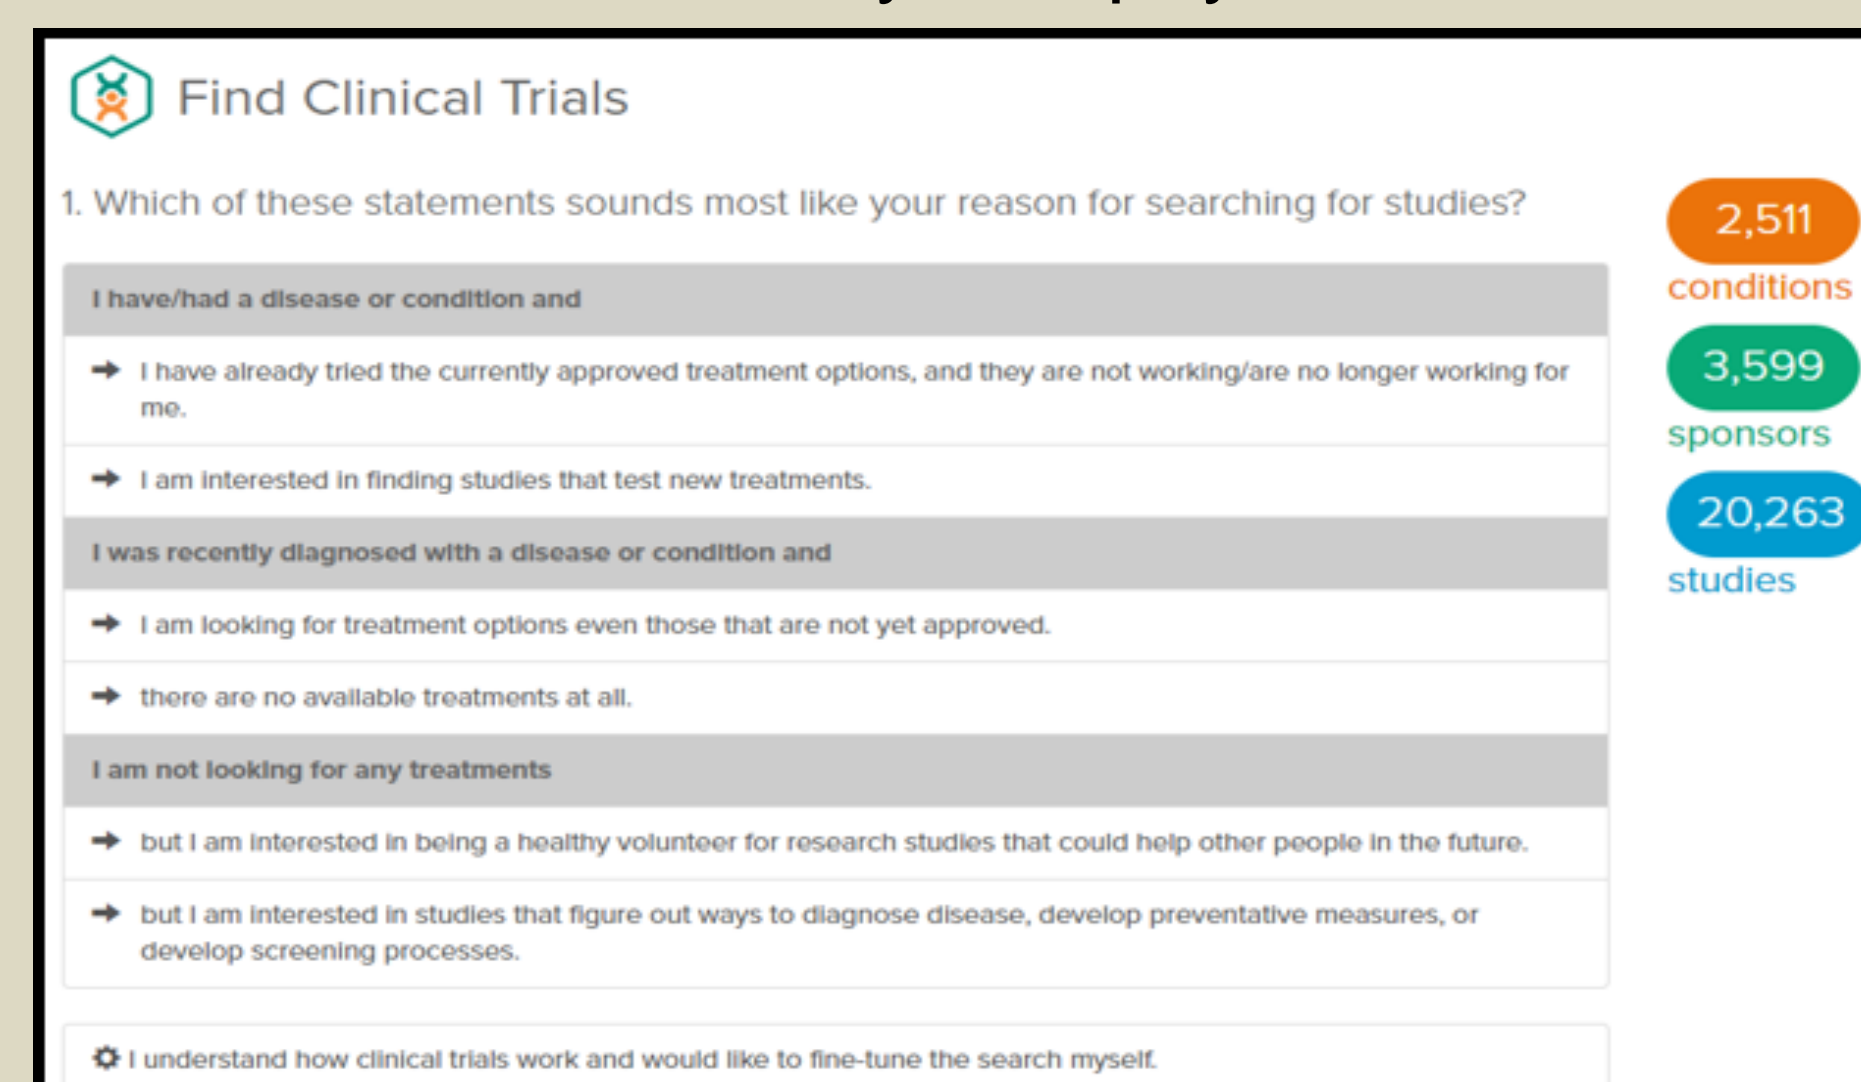 Find Clinical Trials
1. Which of these statements sounds most like your reason for searching for studies?
I have/had a disease or condition and
I have already tried the currently approved treatment options, and they are not working/are no longer working for
me.
I am interested in finding studies that test new treatments.
I was recently diagnosed with a disease or condition and
I am looking for treatment options even those that are not yet approved.
there are no available treatments at all.
I am not looking for any treatments
but I am interested in being a healthy volunteer for research studies that could help other people in the future.
but I am interested in studies that figure out ways to diagnose disease, develop preventative measures, or
develop screening processes.
I understand how clinical trials work and would like to fine-tune the search myself.
2,511
conditions
3,599
sponsors
20,263
studies